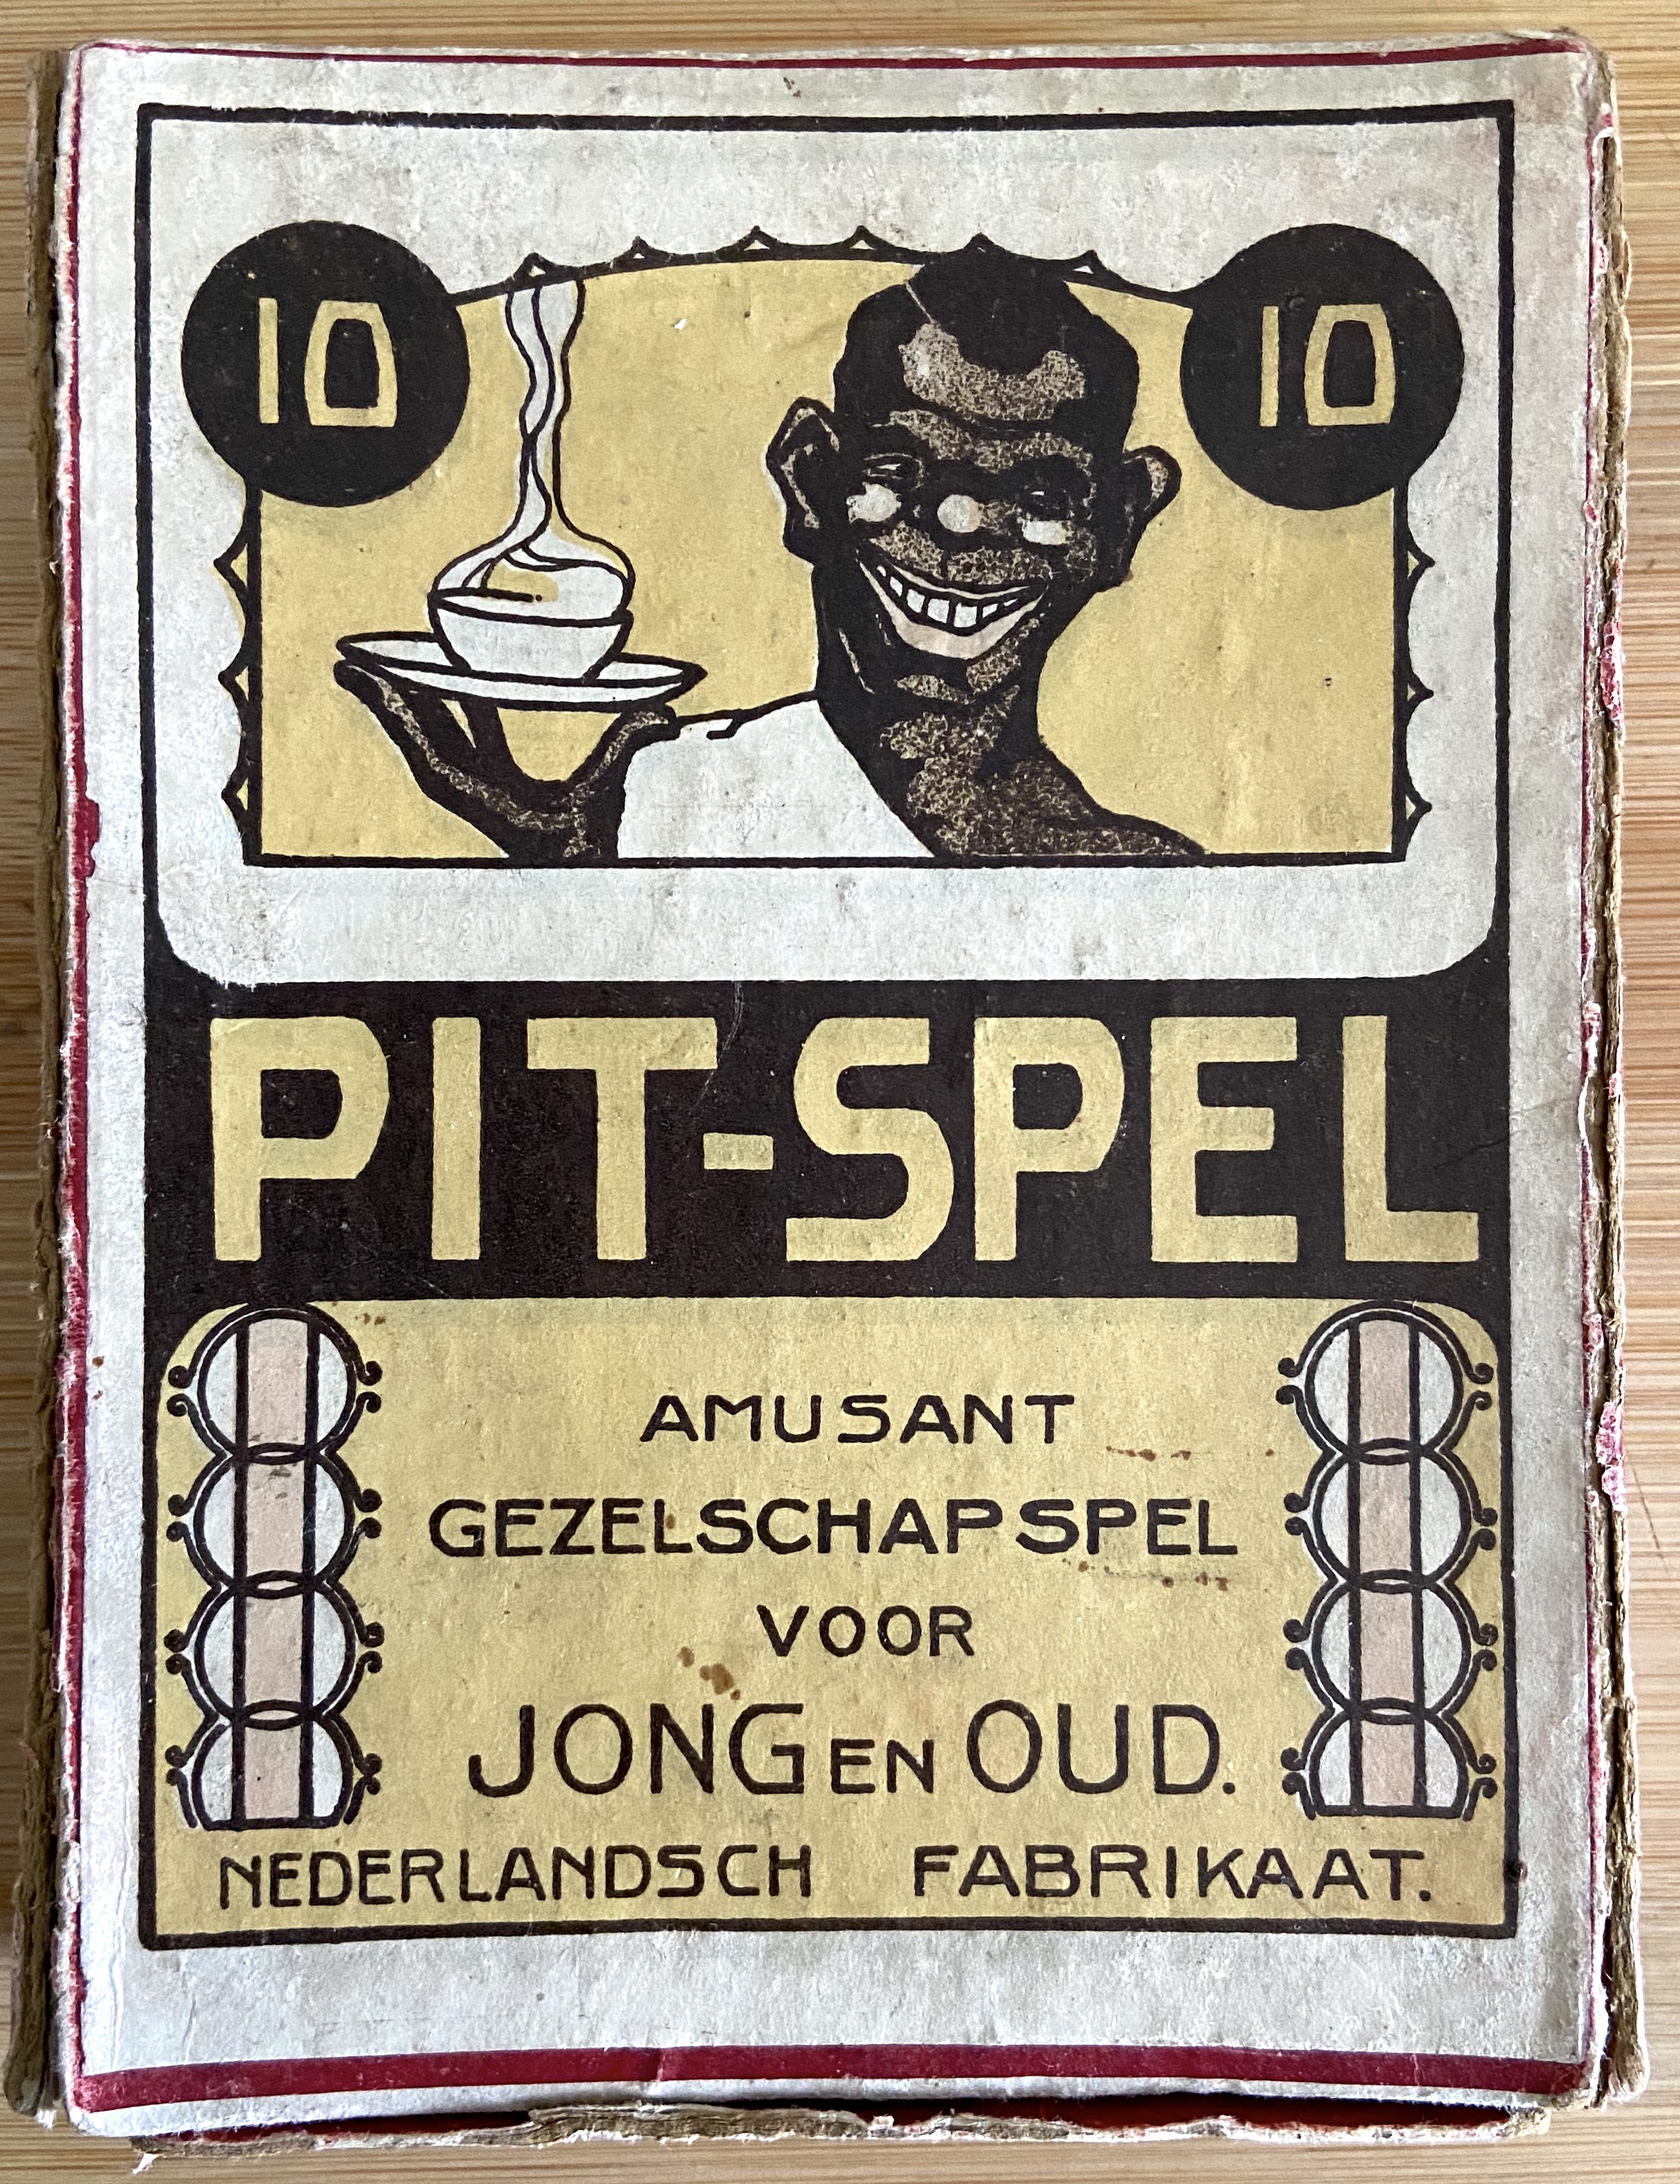 10 10
PIT-SPEL
AMUSANT
GEZELSCHAPSPEL
VOOR
JONG EN OUD.
NEDERLANDSCH FABRIKAAT.